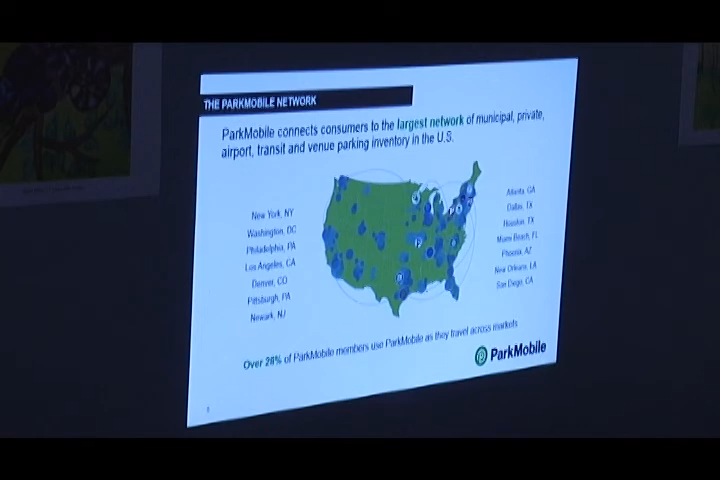 THE PARKMOBILE NETWORK
ParkMobile connects consumers to the largest network of municipal, private,
airport, transit and venue parking inventory in the U.S.
New York, NY
Washington, DC
Philadelphia, PA
Los Angeles, CA
Denver, CO
Pittsburgh, PA
Newark, NJ
Atlanta, GA
Dallas, TX
Houston, TX
Miami Beach, FL
Phoenix, AZ
New Orleans, LA
San Diego, CA
Over 26% of ParkMobile members use ParkMobile as they travel across markets
ParkMobile